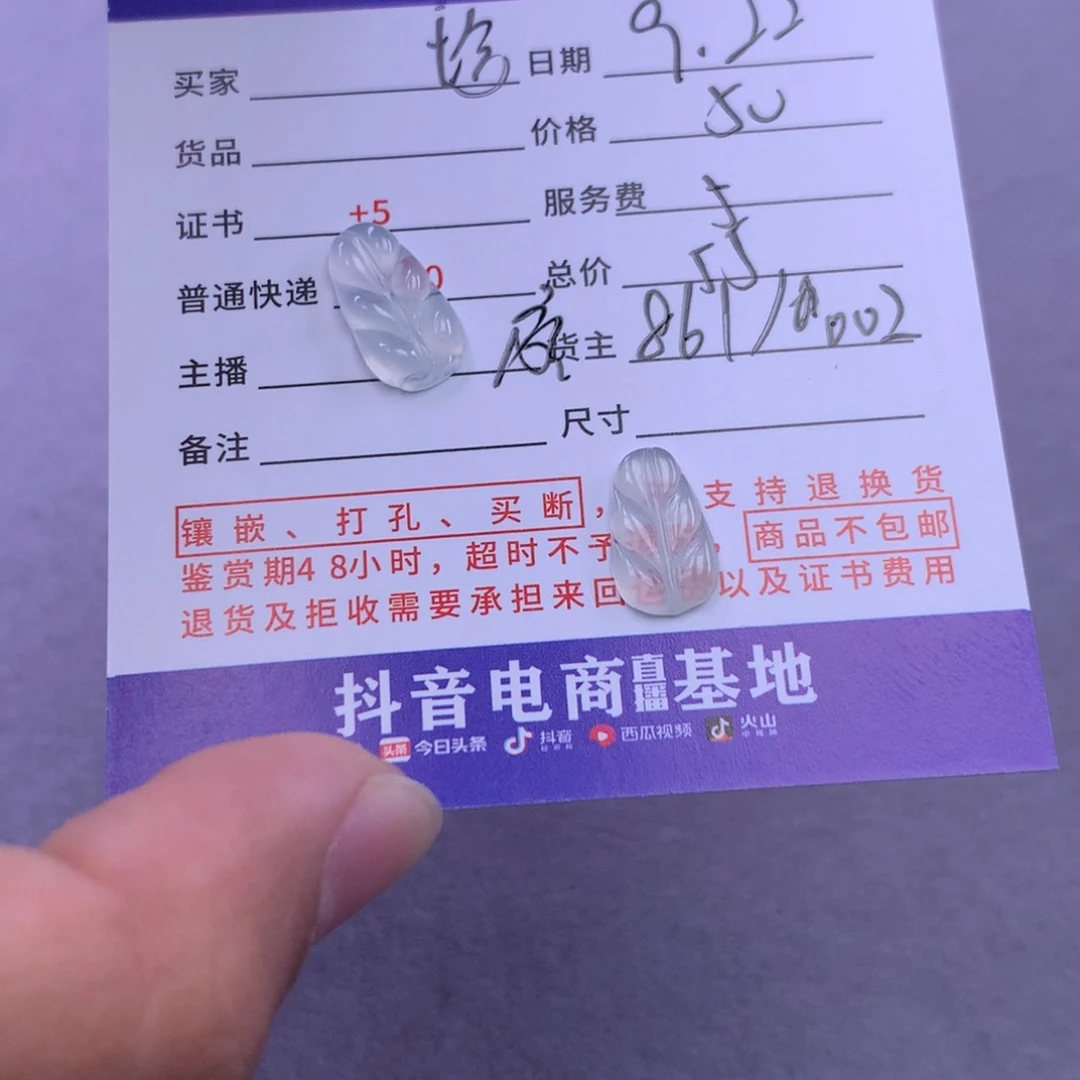 买家 日期 9.22
货品 价格 50
证书 +5 服务费 5
普通快递 0 总价 55
主播 货主 861 / 002
备注 尺寸
镶嵌、打孔、买断, 支持退换货
鉴赏期48小时,超时不予 , 商品不包邮
退货及拒收需要承担来回 以及证书费用
抖音电商直播基地
头条 今日头条 抖音 西瓜视频 火山